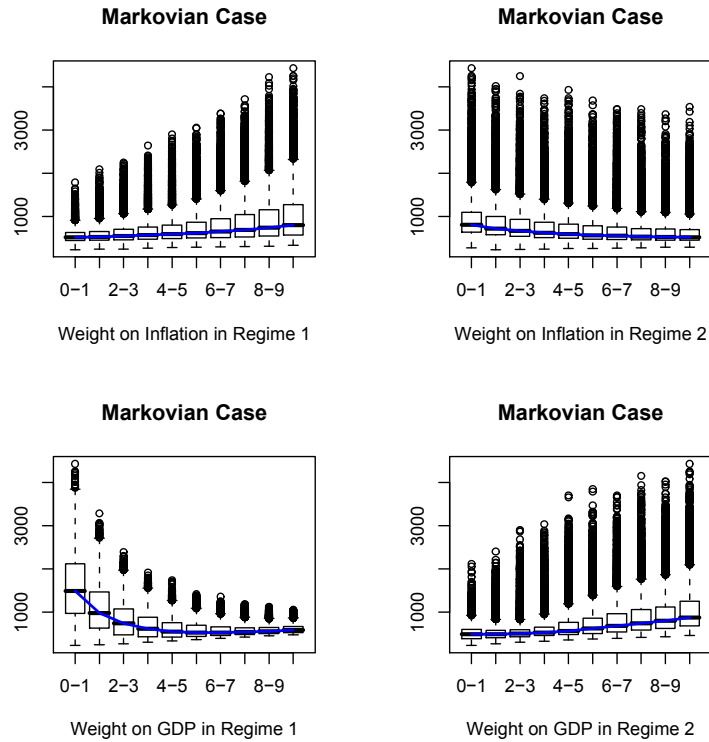 Markovian Case
3000
1000
0−1 2−3 4−5 6−7 8−9
Weight on Inflation in Regime 1
Markovian Case
3000
1000
0−1 2−3 4−5 6−7 8−9
Weight on Inflation in Regime 2
Markovian Case
3000
1000
0−1 2−3 4−5 6−7 8−9
Weight on GDP in Regime 1
Markovian Case
3000
1000
0−1 2−3 4−5 6−7 8−9
Weight on GDP in Regime 2